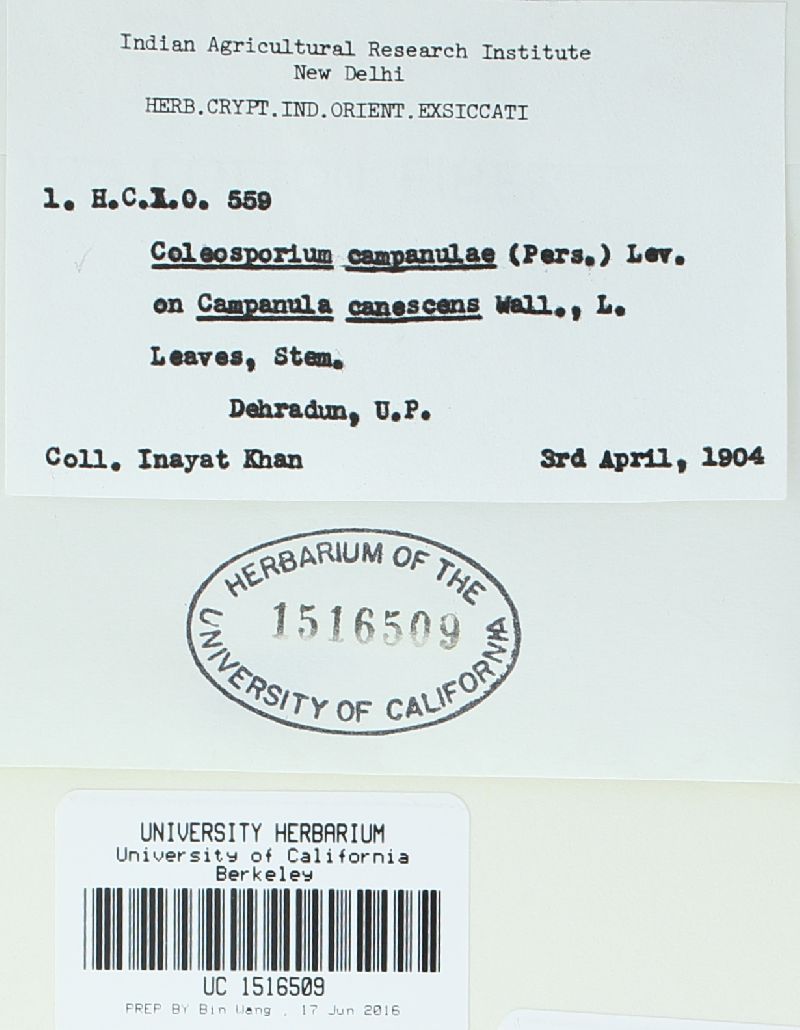 Indian Agricultural Research Institute
New Delhi
HERB.CRYPT.IND.ORIENT.EXSICCATI
1. H.C.I.O. 559
Coleosporium campanulae (Pers.) Lev.
on Campanula canescens Wall., L.
Leaves, Stem.
Dehradun, U.P.
Coll. Inayat Khan 3rd April, 1904
HERBARIUM OF THE
1516509
UNIVERSITY OF CALIFORNIA
UNIVERSITY HERBARIUM
University of California
Berkeley
UC 1516509
PREP BY Bin Wang , 17 Jun 2016